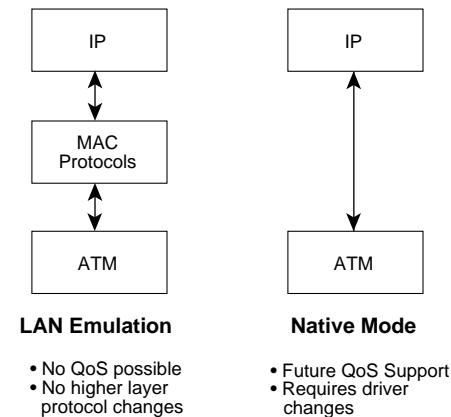 IP
MAC
Protocols
ATM
LAN Emulation
• No QoS possible
• No higher layer
protocol changes
IP
ATM
Native Mode
• Future QoS Support
• Requires driver
changes